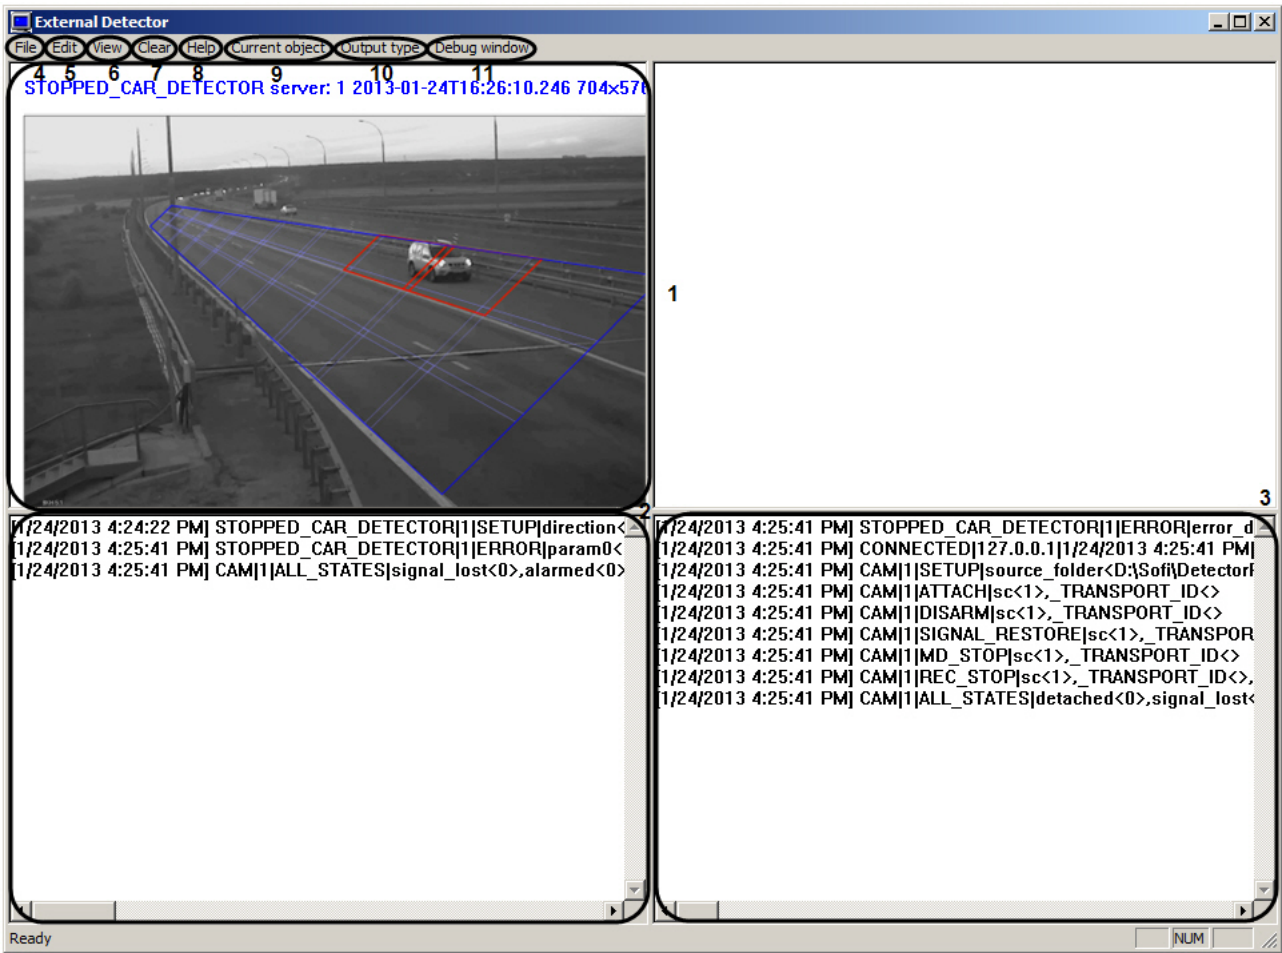 External Detector
File Edit View Clear Help Current object Output type Debug window
4 5 6 7 8 9 10 11
STOPPED_CAR_DETECTOR server: 1 2013-01-24T16:26:10.246 704x576
1
2
3
[1/24/2013 4:24:22 PM] STOPPED_CAR_DETECTOR|1|SETUP|direction<
[1/24/2013 4:25:41 PM] STOPPED_CAR_DETECTOR|1|ERROR|param0<
[1/24/2013 4:25:41 PM] CAM|1|ALL_STATES|signal_lost<0>,alarmed<0>
[1/24/2013 4:25:41 PM] STOPPED_CAR_DETECTOR|1|ERROR|error_d
[1/24/2013 4:25:41 PM] CONNECTED|127.0.0.1|1/24/2013 4:25:41 PM|
[1/24/2013 4:25:41 PM] CAM|1|SETUP|source_folder<D:\Sofi\Detector
[1/24/2013 4:25:41 PM] CAM|1|ATTACH|sc<1>,_TRANSPORT_ID<>
[1/24/2013 4:25:41 PM] CAM|1|DISARM|sc<1>,_TRANSPORT_ID<>
[1/24/2013 4:25:41 PM] CAM|1|SIGNAL_RESTORE|sc<1>,_TRANSPOR
[1/24/2013 4:25:41 PM] CAM|1|MD_STOP|sc<1>,_TRANSPORT_ID<>
[1/24/2013 4:25:41 PM] CAM|1|REC_STOP|sc<1>,_TRANSPORT_ID<>,
[1/24/2013 4:25:41 PM] CAM|1|ALL_STATES|detached<0>,signal_lost<
Ready
NUM